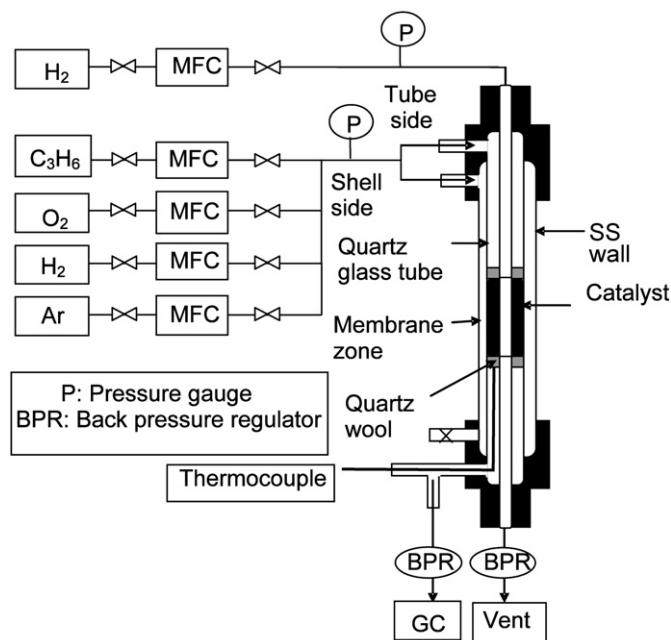 P
H2
MFC
Tube
side
P
C3H6
MFC
Shell
side
O2
MFC
Quartz
glass tube
SS
wall
H2
MFC
Catalyst
Ar
MFC
Membrane
zone
P: Pressure gauge
BPR: Back pressure regulator
Quartz
wool
Thermocouple
BPR
BPR
GC
Vent